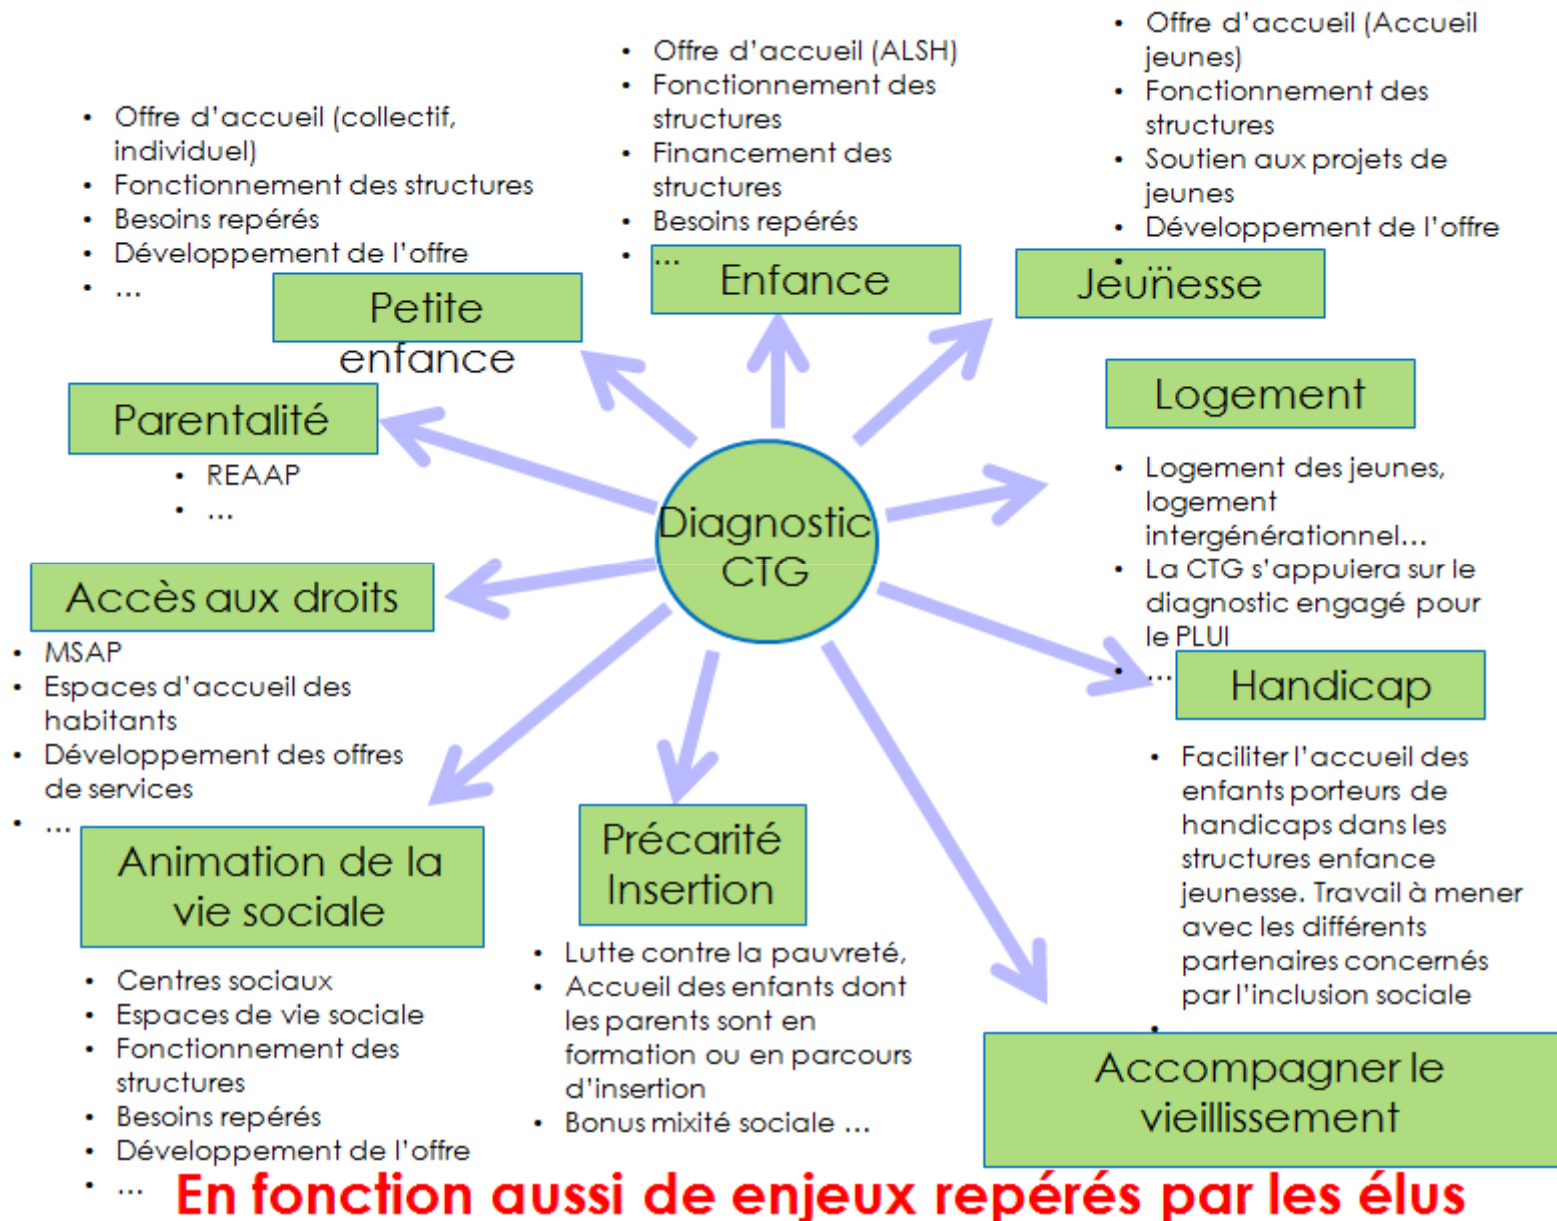 • Offre d'accueil (collectif,
individuel)
• Fonctionnement des structures
• Besoins repérés
• Développement de l'offre
• ...
Petite
enfance
• Offre d'accueil (ALSH)
• Fonctionnement des
structures
• Financement des
structures
• Besoins repérés
• ...
Enfance
• Offre d'accueil (Accueil
jeunes)
• Fonctionnement des
structures
• Soutien aux projets de
jeunes
• Développement de l'offre
• ...
Jeunesse
Parentalité
• REAAP
• ...
Diagnostic
CTG
Logement
• Logement des jeunes,
logement
intergénérationnel...
• La CTG s'appuiera sur le
diagnostic engagé pour
le PLUI
• ...
Accès aux droits
• MSAP
• Espaces d'accueil des
habitants
• Développement des offres
de services
• ...
Handicap
• Faciliter l'accueil des
enfants porteurs de
handicaps dans les
structures enfance
jeunesse. Travail à mener
avec les différents
partenaires concernés
par l'inclusion sociale
•
Animation de la
vie sociale
• Centres sociaux
• Espaces de vie sociale
• Fonctionnement des
structures
• Besoins repérés
• Développement de l'offre
• ...
Précarité
Insertion
• Lutte contre la pauvreté,
• Accueil des enfants dont
les parents sont en
formation ou en parcours
d'insertion
• Bonus mixité sociale ...
Accompagner le
vieillissement
En fonction aussi de enjeux repérés par les élus